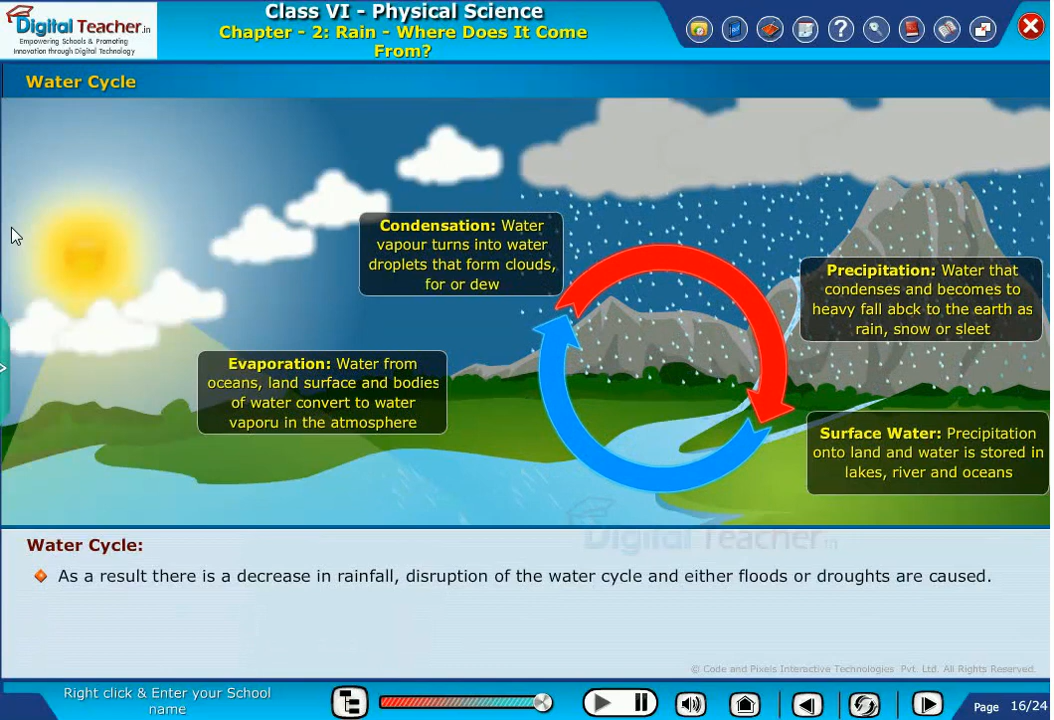 Digital Teacher.in
Empowering Schools & Promoting
Innovation through Digital Technology
Class VI - Physical Science
Chapter - 2: Rain - Where Does It Come
From?
Water Cycle
Condensation: Water
vapour turns into water
droplets that form clouds,
for or dew
Precipitation: Water that
condenses and becomes to
heavy fall abck to the earth as
rain, snow or sleet
Evaporation: Water from
oceans, land surface and bodies
of water convert to water
vaporu in the atmosphere
Surface Water: Precipitation
onto land and water is stored in
lakes, river and oceans
Digital Teacher.in
Water Cycle:
As a result there is a decrease in rainfall, disruption of the water cycle and either floods or droughts are caused.
© Code and Pixels Interactive Technologies Pvt. Ltd. All Rights Reserved.
Right click & Enter your School
name
Page 16/24